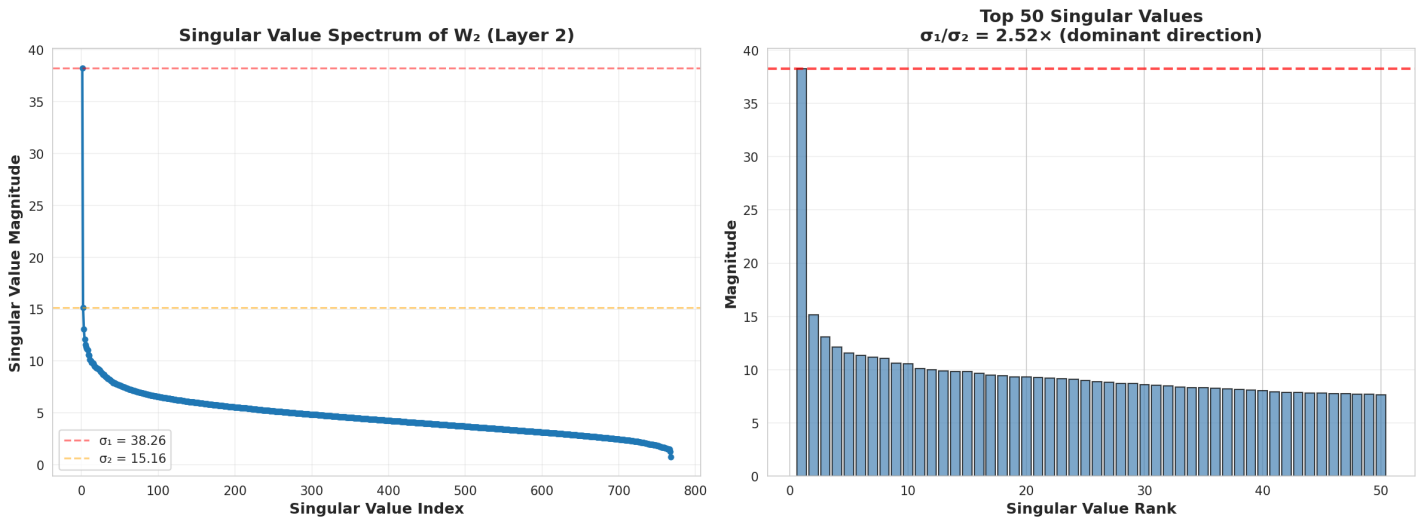 Singular Value Spectrum of W₂ (Layer 2)
Singular Value Magnitude
40
35
30
25
20
15
10
5
0
σ₁ = 38.26
σ₂ = 15.16
0 100 200 300 400 500 600 700 800
Singular Value Index
Top 50 Singular Values
σ₁/σ₂ = 2.52× (dominant direction)
Magnitude
40
35
30
25
20
15
10
5
0
0 10 20 30 40 50
Singular Value Rank